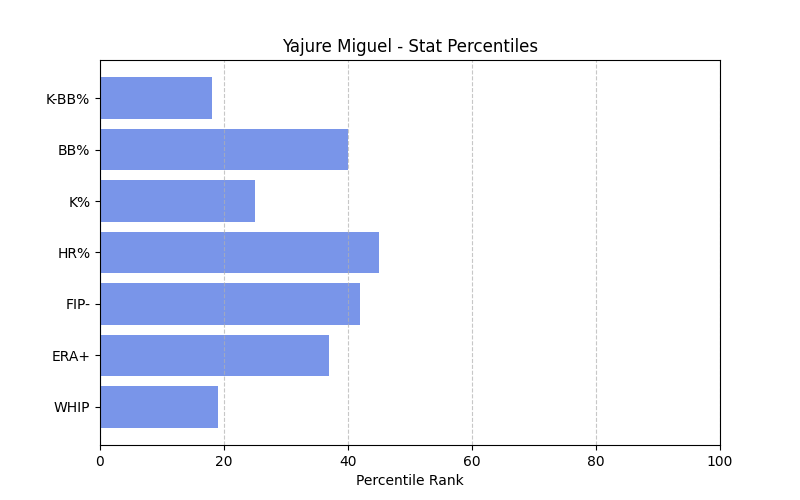 Yajure Miguel - Stat Percentiles
K-BB%
BB%
K%
HR%
FIP-
ERA+
WHIP
0 20 40 60 80 100
Percentile Rank